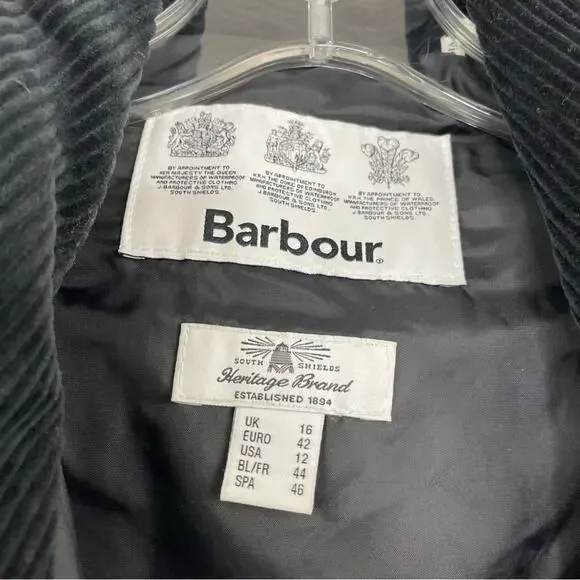 BY APPOINTMENT TO
HER MAJESTY THE QUEEN
MANUFACTURERS OF WATERPROOF
AND PROTECTIVE CLOTHING
J.BARBOUR & SONS LTD.
SOUTH SHIELDS.
BY APPOINTMENT TO
H.R.H. THE DUKE OF EDINBURGH
MANUFACTURERS OF WATERPROOF
AND PROTECTIVE CLOTHING
J.BARBOUR & SONS LTD.
SOUTH SHIELDS.
BY APPOINTMENT TO
H.R.H. THE PRINCE OF WALES
MANUFACTURERS OF WATERPROOF
AND PROTECTIVE CLOTHING
J.BARBOUR & SONS LTD.
SOUTH SHIELDS.
Barbour®
SOUTH SHIELDS
Heritage Brand
ESTABLISHED 1894
UK 16
EURO 42
USA 12
BL/FR 44
SPA 46